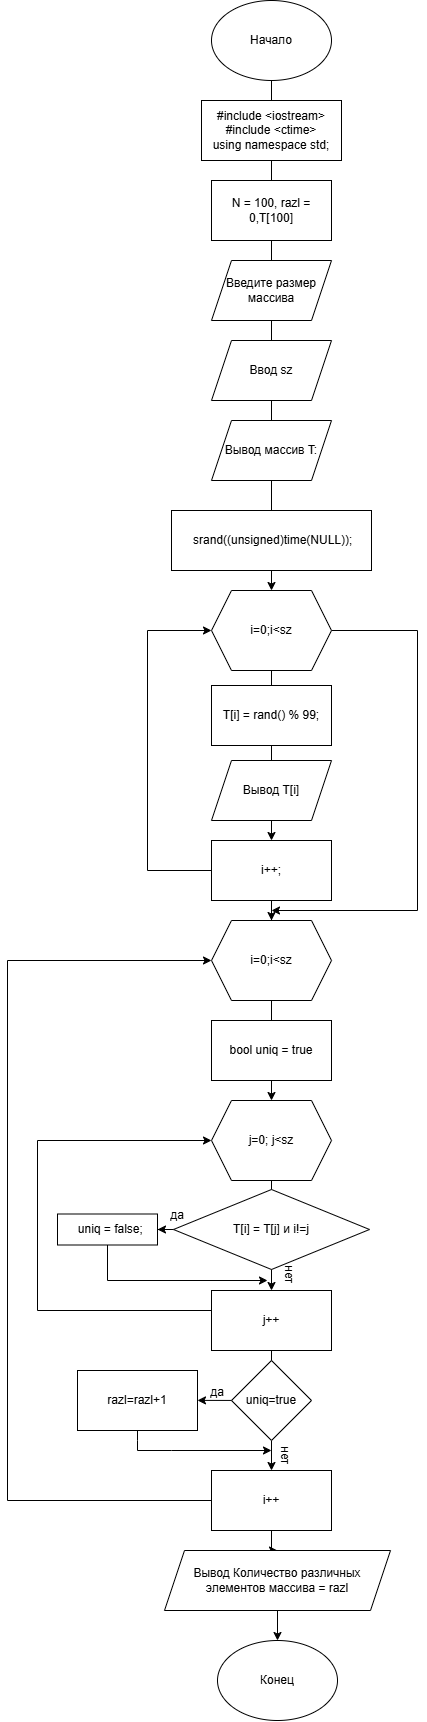 Начало
#include <iostream>
#include <ctime>
using namespace std;
N = 100, razl =
0,T[100]
Введите размер
массива
Ввод sz
Вывод массив T:
srand((unsigned)time(NULL));
i=0;i<sz
T[i] = rand() % 99;
Вывод T[i]
i++;
i=0;i<sz
bool uniq = true
j=0; j<sz
T[i] = T[j] и i!=j
да
uniq = false;
нет
j++
uniq=true
да
razl=razl+1
нет
i++
Вывод Количество различных
элементов массива = razl
Конец